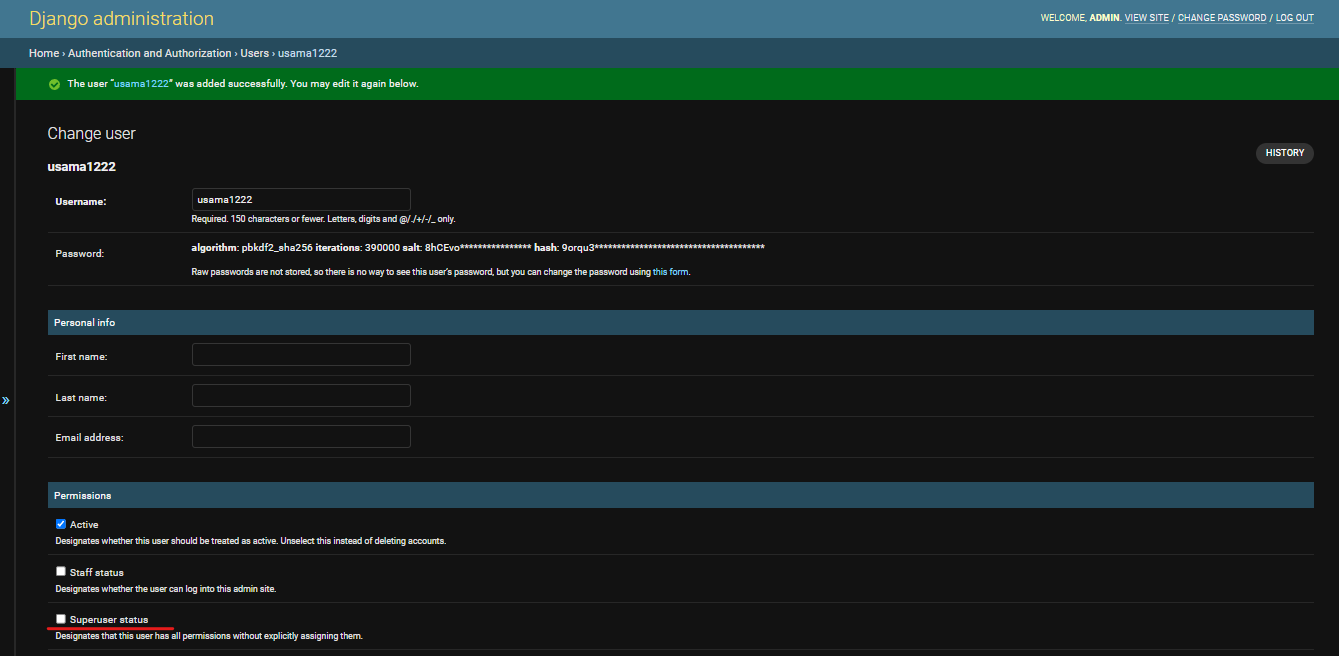 Django administration
WELCOME, ADMIN. VIEW SITE / CHANGE PASSWORD / LOG OUT
Home › Authentication and Authorization › Users › usama1222
The user “usama1222” was added successfully. You may edit it again below.
Change user
HISTORY
usama1222
Username: usama1222
Required. 150 characters or fewer. Letters, digits and @/./+/-/_ only.
Password: algorithm: pbkdf2_sha256 iterations: 390000 salt: 8hCEvo**************** hash: 9orqu3**************************************
Raw passwords are not stored, so there is no way to see this user’s password, but you can change the password using this form.
Personal info
First name:
Last name:
Email address:
»
Permissions
Active
Designates whether this user should be treated as active. Unselect this instead of deleting accounts.
Staff status
Designates whether the user can log into this admin site.
Superuser status
Designates that this user has all permissions without explicitly assigning them.